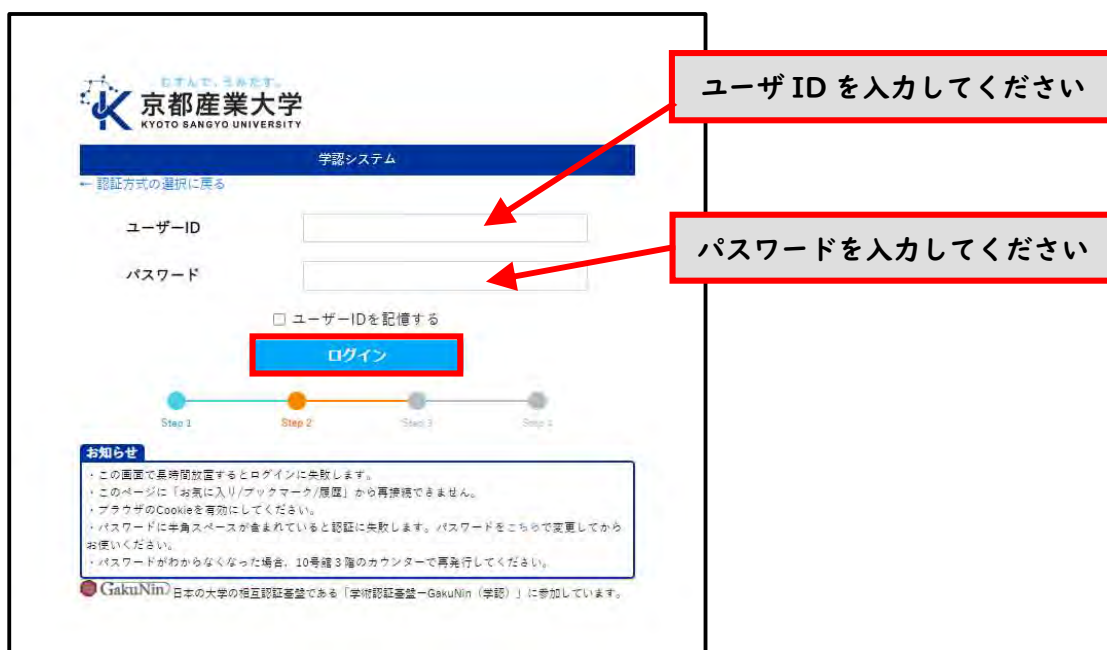 むすんで、うみだす。
京都産業大学
KYOTO SANGYO UNIVERSITY
学認システム
← 認証方式の選択に戻る
ユーザーID
パスワード
ユーザーIDを記憶する
ログイン
Step 1
Step 2
Step 3
Step 4
お知らせ
・この画面で長時間放置するとログインに失敗します。
・このページに「お気に入り/ブックマーク/履歴」から再接続できません。
・ブラウザのCookieを有効にしてください。
・パスワードに半角スペースが含まれていると認証に失敗します。パスワードをこちらで変更してから
お使いください。
・パスワードがわからなくなった場合、10号館3階のカウンターで再発行してください。
GakuNin 日本の大学の相互認証基盤である「学術認証基盤ーGakuNin（学認）」に参加しています。
ユーザ ID を入力してください
パスワードを入力してください